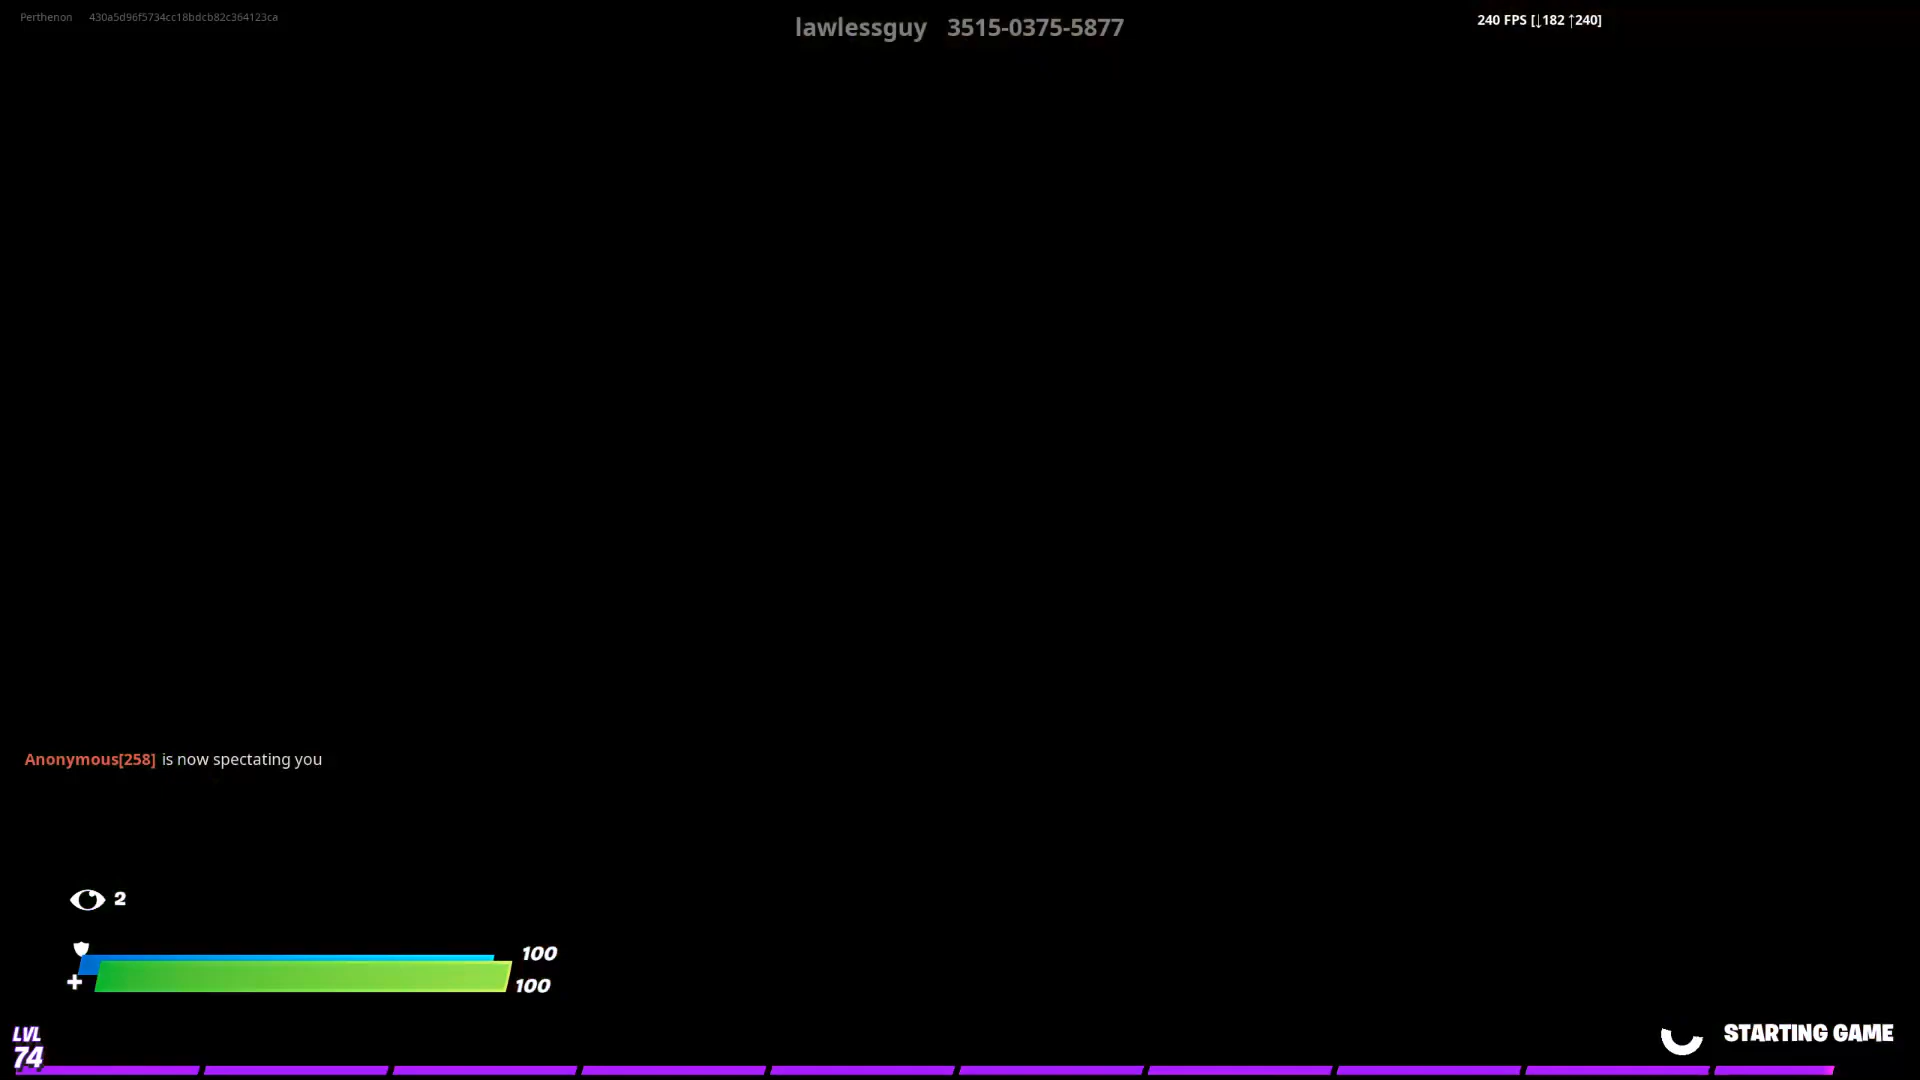 Perthenon 430a5d96f5734cc18bdcb82c364123ca
lawlessguy 3515-0375-5877
240 FPS [↓182 ↑240]
Anonymous[258] is now spectating you
2
100
100
LVL
74
STARTING GAME